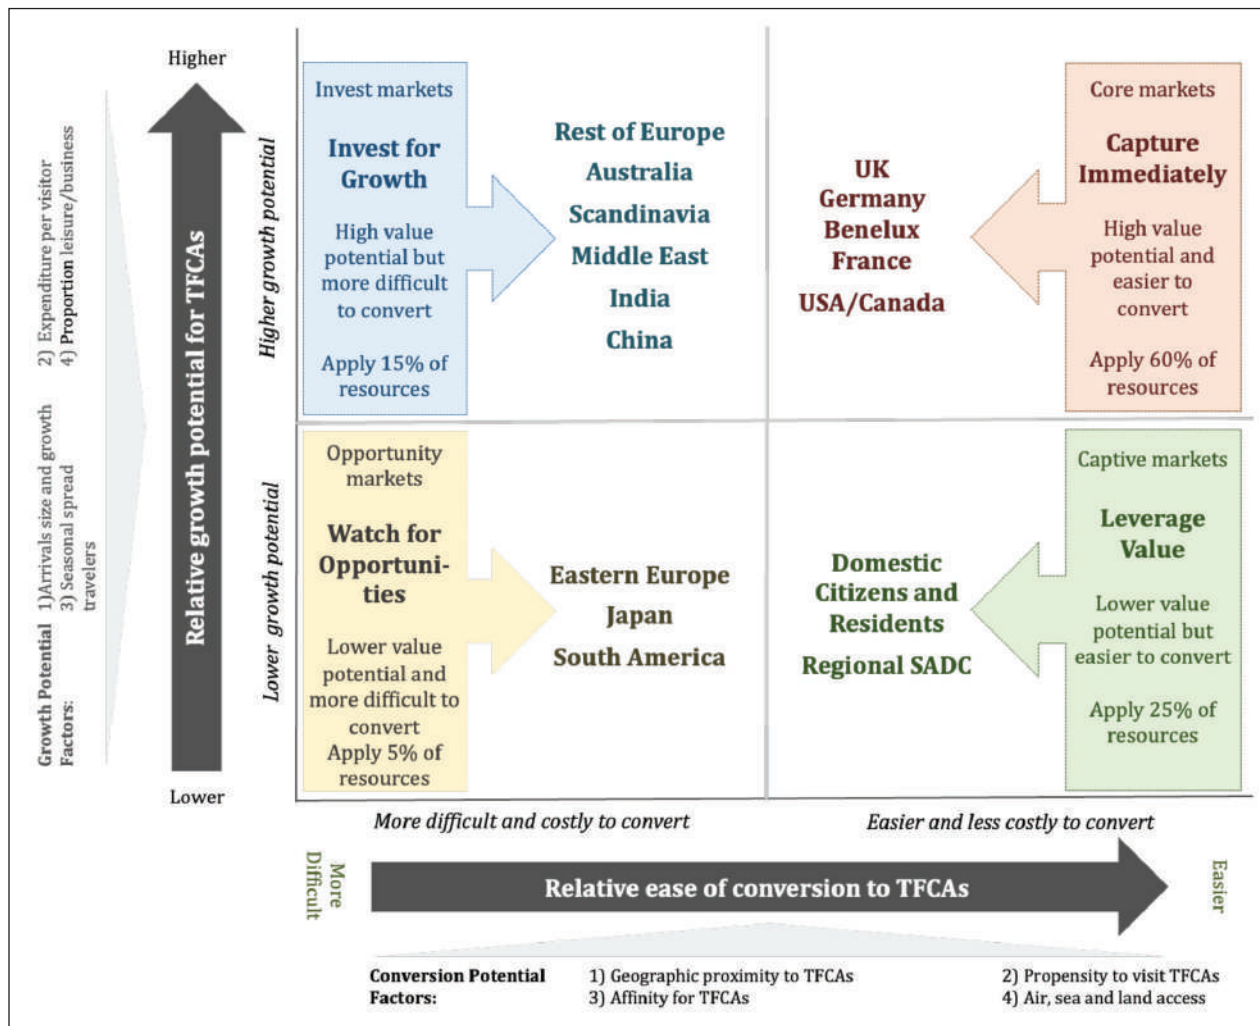 Higher
Growth Potential
Factors:
1)Arrivals size and growth
3) Seasonal spread
travelers
2) Expenditure per visitor
4) Proportion leisure/business
Relative growth potential for TFCAs
Lower
Higher growth potential
Lower growth potential
Invest markets
Invest for
Growth
High value
potential but
more difficult
to convert
Apply 15% of
resources
Rest of Europe
Australia
Scandinavia
Middle East
India
China
UK
Germany
Benelux
France
USA/Canada
Core markets
Capture
Immediately
High value
potential and
easier to
convert
Apply 60% of
resources
Opportunity
markets
Watch for
Opportuni-
ties
Lower value
potential and
more difficult to
convert
Apply 5% of
resources
Eastern Europe
Japan
South America
Domestic
Citizens and
Residents
Regional SADC
Captive markets
Leverage
Value
Lower value
potential but
easier to convert
Apply 25% of
resources
More difficult and costly to convert
Easier and less costly to convert
More
Difficult
Relative ease of conversion to TFCAs
Easier
Conversion Potential
Factors:
1) Geographic proximity to TFCAs
2) Propensity to visit TFCAs
3) Affinity for TFCAs
4) Air, sea and land access